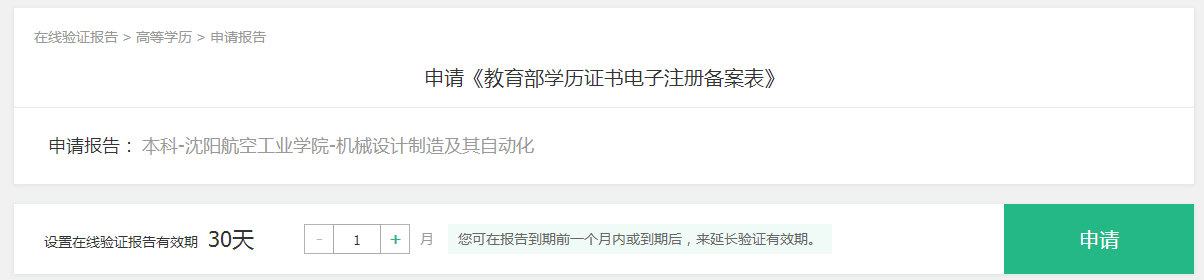 在线验证报告 > 高等学历 > 申请报告
申请《教育部学历证书电子注册备案表》
申请报告： 本科-沈阳航空工业学院-机械设计制造及其自动化
设置在线验证报告有效期 30天 - 1 + 月 您可在报告到期前一个月内或到期后，来延长验证有效期。 申请